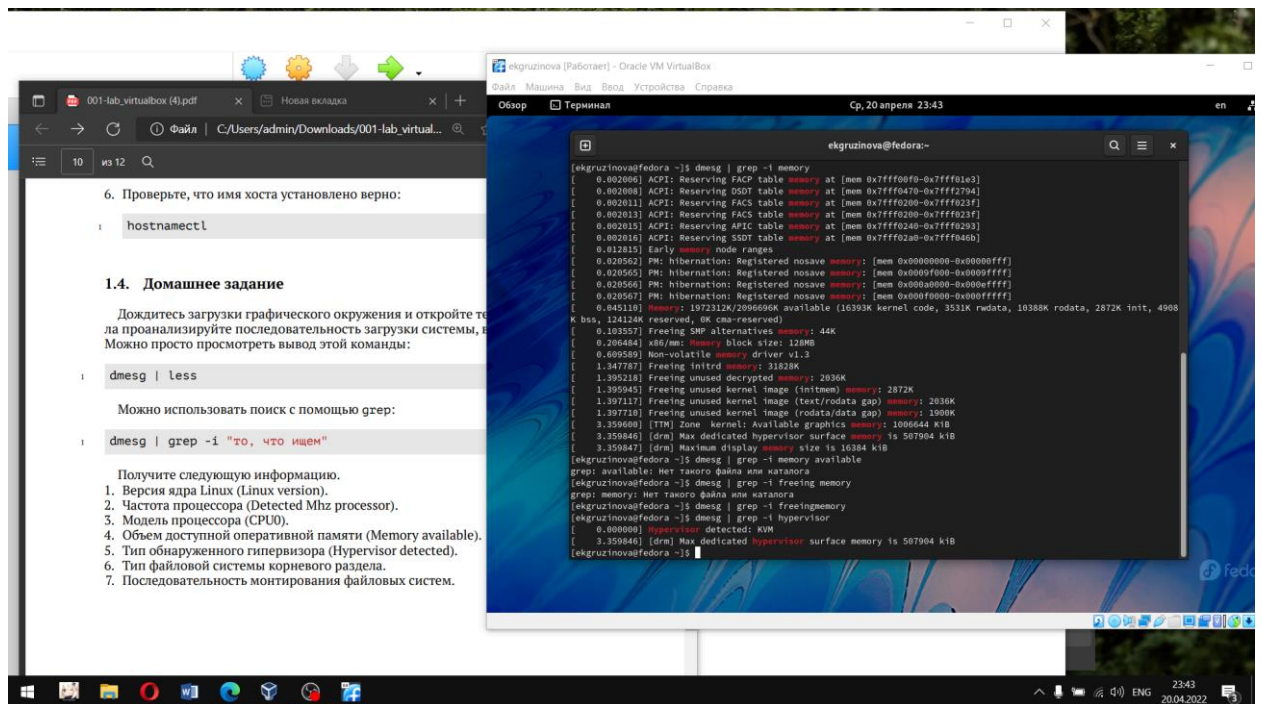 ekgruzinova [Работает] - Oracle VM VirtualBox
Файл Машина Вид Ввод Устройства Справка
001-lab_virtualbox (4).pdf
Новая вкладка
Файл | C:/Users/admin/Downloads/001-lab_virtual...
10 из 12
6. Проверьте, что имя хоста установлено верно:
1 hostnamectl
1.4. Домашнее задание
Дождитесь загрузки графического окружения и откройте те
ла проанализируйте последовательность загрузки системы, в
Можно просто просмотреть вывод этой команды:
1 dmesg | less
Можно использовать поиск с помощью grep:
1 dmesg | grep -i "то, что ищем"
Получите следующую информацию.
1. Версия ядра Linux (Linux version).
2. Частота процессора (Detected Mhz processor).
3. Модель процессора (CPU0).
4. Объем доступной оперативной памяти (Memory available).
5. Тип обнаруженного гипервизора (Hypervisor detected).
6. Тип файловой системы корневого раздела.
7. Последовательность монтирования файловых систем.
Обзор Терминал Ср, 20 апреля 23:43 en
ekgruzinova@fedora:~
[ekgruzinova@fedora ~]$ dmesg | grep -i memory
[ 0.002006] ACPI: Reserving FACP table memory at [mem 0x7fff00f0-0x7fff01e3]
[ 0.002008] ACPI: Reserving DSDT table memory at [mem 0x7fff0470-0x7fff2794]
[ 0.002011] ACPI: Reserving FACS table memory at [mem 0x7fff0200-0x7fff023f]
[ 0.002013] ACPI: Reserving FACS table memory at [mem 0x7fff0200-0x7fff023f]
[ 0.002015] ACPI: Reserving APIC table memory at [mem 0x7fff0240-0x7fff0293]
[ 0.002016] ACPI: Reserving SSDT table memory at [mem 0x7fff02a0-0x7fff046b]
[ 0.012815] Early memory node ranges
[ 0.020562] PM: hibernation: Registered nosave memory: [mem 0x00000000-0x00000fff]
[ 0.020565] PM: hibernation: Registered nosave memory: [mem 0x0009f000-0x0009ffff]
[ 0.020566] PM: hibernation: Registered nosave memory: [mem 0x000a0000-0x000effff]
[ 0.020567] PM: hibernation: Registered nosave memory: [mem 0x000f0000-0x000fffff]
[ 0.045110] Memory: 1972312K/2096696K available (16393K kernel code, 3531K rwdata, 10388K rodata, 2872K init, 4908
K bss, 124124K reserved, 0K cma-reserved)
[ 0.103557] Freeing SMP alternatives memory: 44K
[ 0.206484] x86/mm: Memory block size: 128MB
[ 0.609589] Non-volatile memory driver v1.3
[ 1.347787] Freeing initrd memory: 31828K
[ 1.395218] Freeing unused decrypted memory: 2036K
[ 1.395945] Freeing unused kernel image (initmem) memory: 2872K
[ 1.397117] Freeing unused kernel image (text/rodata gap) memory: 2036K
[ 1.397710] Freeing unused kernel image (rodata/data gap) memory: 1900K
[ 3.359600] [TTM] Zone kernel: Available graphics memory: 1006644 KiB
[ 3.359846] [drm] Max dedicated hypervisor surface memory is 507904 kiB
[ 3.359847] [drm] Maximum display memory size is 16384 kiB
[ekgruzinova@fedora ~]$ dmesg | grep -i memory available
grep: available: Нет такого файла или каталога
[ekgruzinova@fedora ~]$ dmesg | grep -i freeing memory
grep: memory: Нет такого файла или каталога
[ekgruzinova@fedora ~]$ dmesg | grep -i freeingmemory
[ekgruzinova@fedora ~]$ dmesg | grep -i hypervisor
[ 0.000000] Hypervisor detected: KVM
[ 3.359846] [drm] Max dedicated hypervisor surface memory is 507904 kiB
[ekgruzinova@fedora ~]$
fedo
ENG
23:43
20.04.2022
3